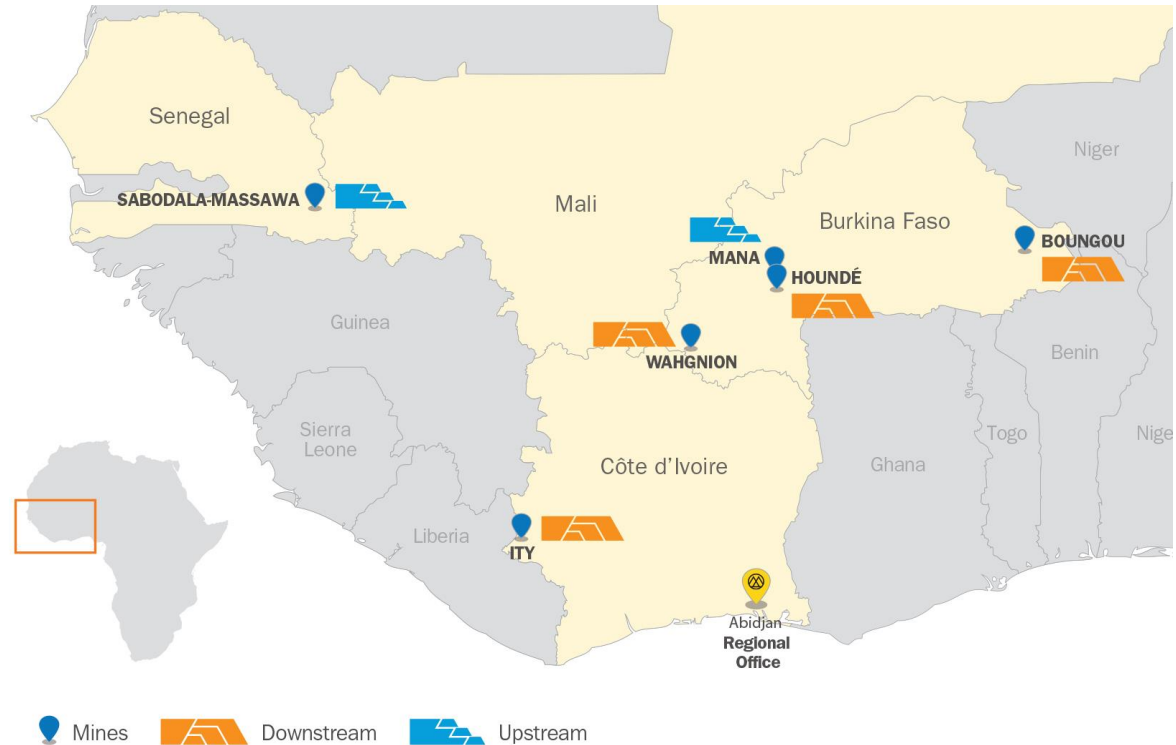 Senegal
Niger
SABODALA-MASSAWA
Mali
Burkina Faso
BOUNGOU
MANA
HOUNDÉ
Guinea
WAHGNION
Benin
Sierra
Leone
Côte d’Ivoire
Ghana
Togo
Nige
Liberia
ITY
Abidjan
Regional
Office
Mines
Downstream
Upstream